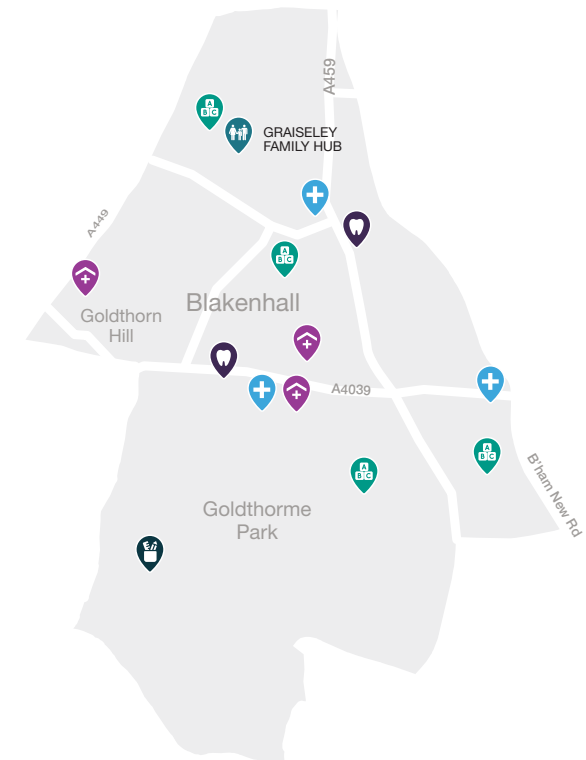 A459
A
B C
GRAISELEY
FAMILY HUB
A449
A
B C
Goldthorn
Hill
Blakenhall
A4039
A
B C
A
B C
B'ham New Rd
Goldthorme
Park